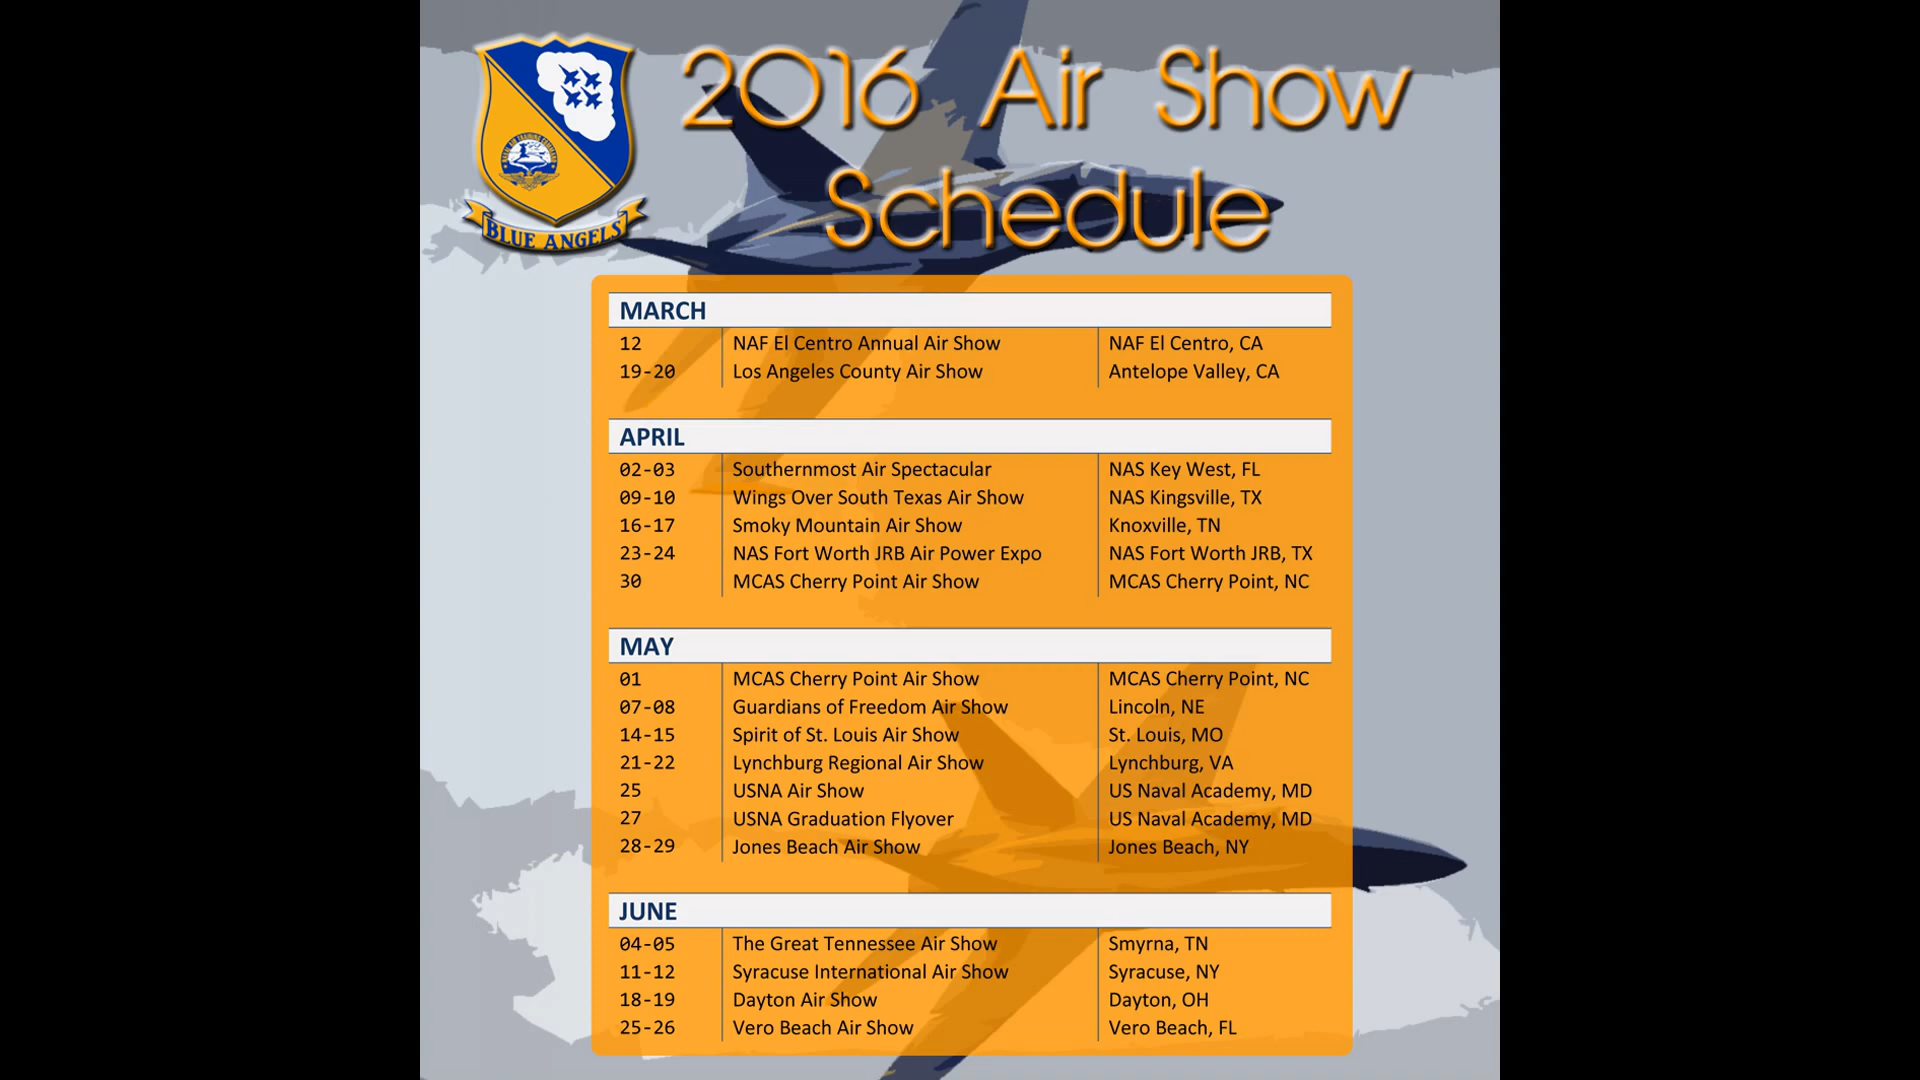 2016 Air Show
Schedule
BLUE ANGELS
MARCH
12 NAF El Centro Annual Air Show NAF El Centro, CA
19-20 Los Angeles County Air Show Antelope Valley, CA
APRIL
02-03 Southernmost Air Spectacular NAS Key West, FL
09-10 Wings Over South Texas Air Show NAS Kingsville, TX
16-17 Smoky Mountain Air Show Knoxville, TN
23-24 NAS Fort Worth JRB Air Power Expo NAS Fort Worth JRB, TX
30 MCAS Cherry Point Air Show MCAS Cherry Point, NC
MAY
01 MCAS Cherry Point Air Show MCAS Cherry Point, NC
07-08 Guardians of Freedom Air Show Lincoln, NE
14-15 Spirit of St. Louis Air Show St. Louis, MO
21-22 Lynchburg Regional Air Show Lynchburg, VA
25 USNA Air Show US Naval Academy, MD
27 USNA Graduation Flyover US Naval Academy, MD
28-29 Jones Beach Air Show Jones Beach, NY
JUNE
04-05 The Great Tennessee Air Show Smyrna, TN
11-12 Syracuse International Air Show Syracuse, NY
18-19 Dayton Air Show Dayton, OH
25-26 Vero Beach Air Show Vero Beach, FL